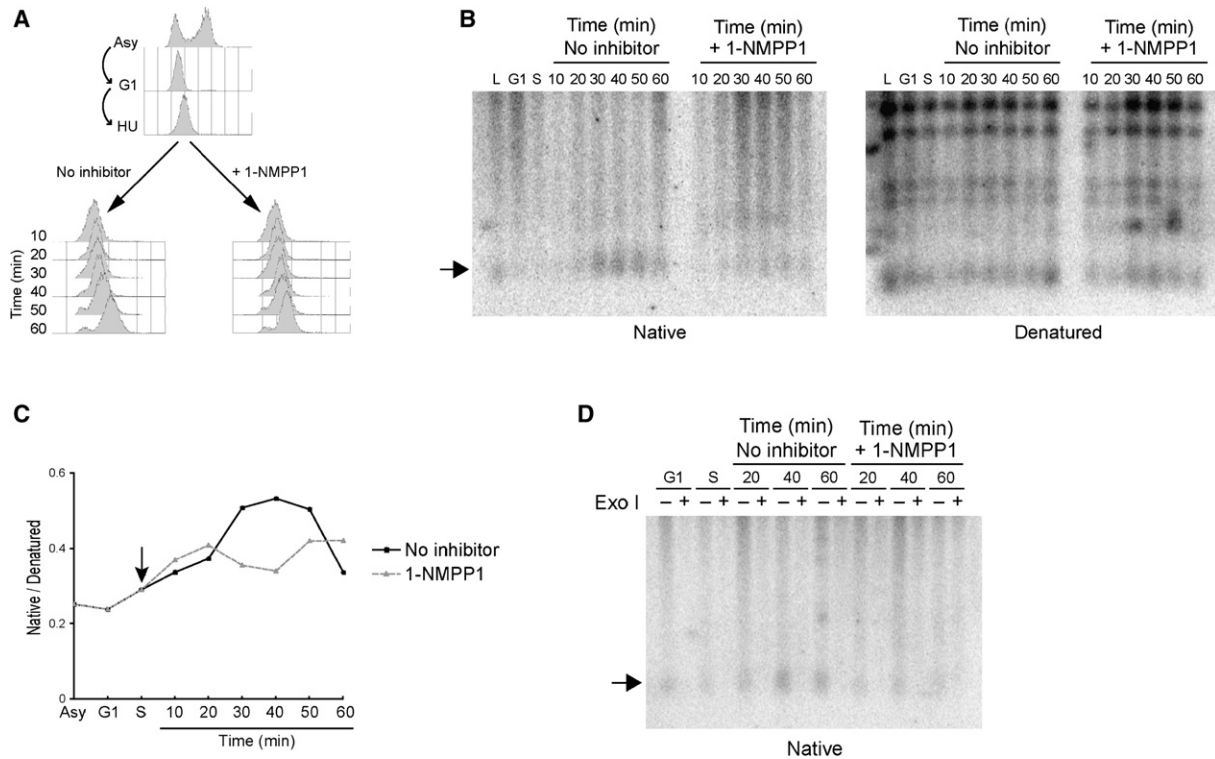 A
Asy
G1
HU
No inhibitor
+ 1-NMPP1
Time (min)
10
20
30
40
50
60
B
Time (min)
No inhibitor
Time (min)
+ 1-NMPP1
L G1 S 10 20 30 40 50 60 10 20 30 40 50 60
Native
Time (min)
No inhibitor
Time (min)
+ 1-NMPP1
L G1 S 10 20 30 40 50 60 10 20 30 40 50 60
Denatured
C
Native / Denatured
0.6
0.4
0.2
0
Asy G1 S 10 20 30 40 50 60
Time (min)
No inhibitor
1-NMPP1
D
Time (min)
No inhibitor
Time (min)
+ 1-NMPP1
G1 S 20 40 60 20 40 60
Exo I − + − + − + − + − + − + − + − +
Native